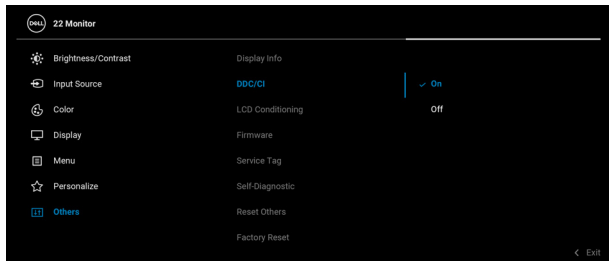 DELL 22 Monitor
Brightness/Contrast
Display Info
Input Source
DDC/CI
On
Color
LCD Conditioning
Off
Display
Firmware
Menu
Service Tag
Personalize
Self-Diagnostic
Others
Reset Others
Factory Reset
Exit